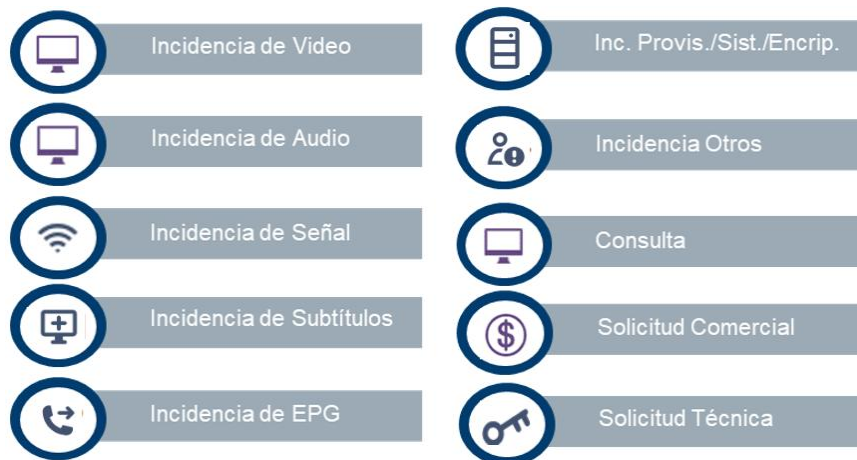 Incidencia de Video
Incidencia de Audio
Incidencia de Señal
Incidencia de Subtítulos
Incidencia de EPG
Inc. Provis./Sist./Encrip.
Incidencia Otros
Consulta
Solicitud Comercial
Solicitud Técnica